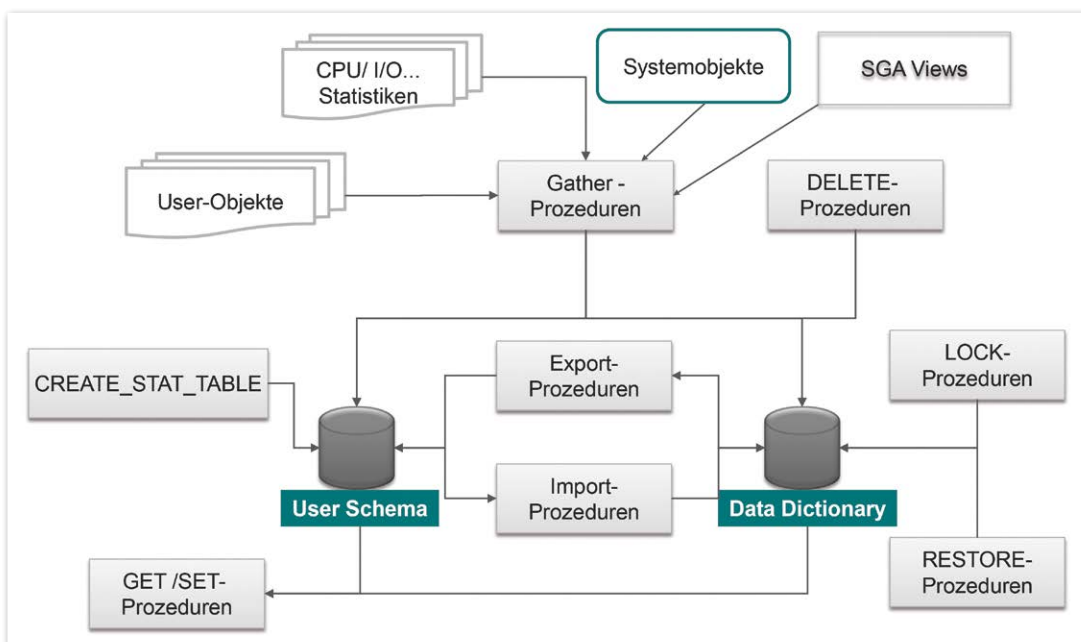 CPU/ I/O...
Statistiken
Systemobjekte
SGA Views
User-Objekte
Gather -
Prozeduren
DELETE-
Prozeduren
CREATE_STAT_TABLE
Export-
Prozeduren
LOCK-
Prozeduren
User Schema
Import-
Prozeduren
Data Dictionary
GET /SET-
Prozeduren
RESTORE-
Prozeduren